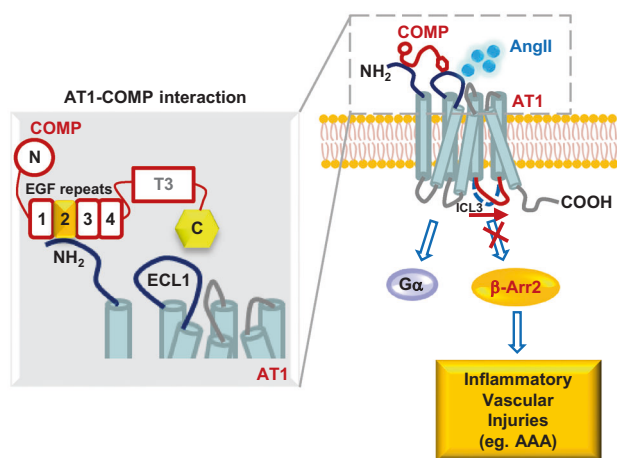 AT1-COMP interaction
COMP
N
EGF repeats
1 2 3 4
T3
C
NH2
ECL1
AT1
COMP
AngII
NH2
AT1
ICL3
COOH
Gα
β-Arr2
Inflammatory
Vascular
Injuries
(eg. AAA)